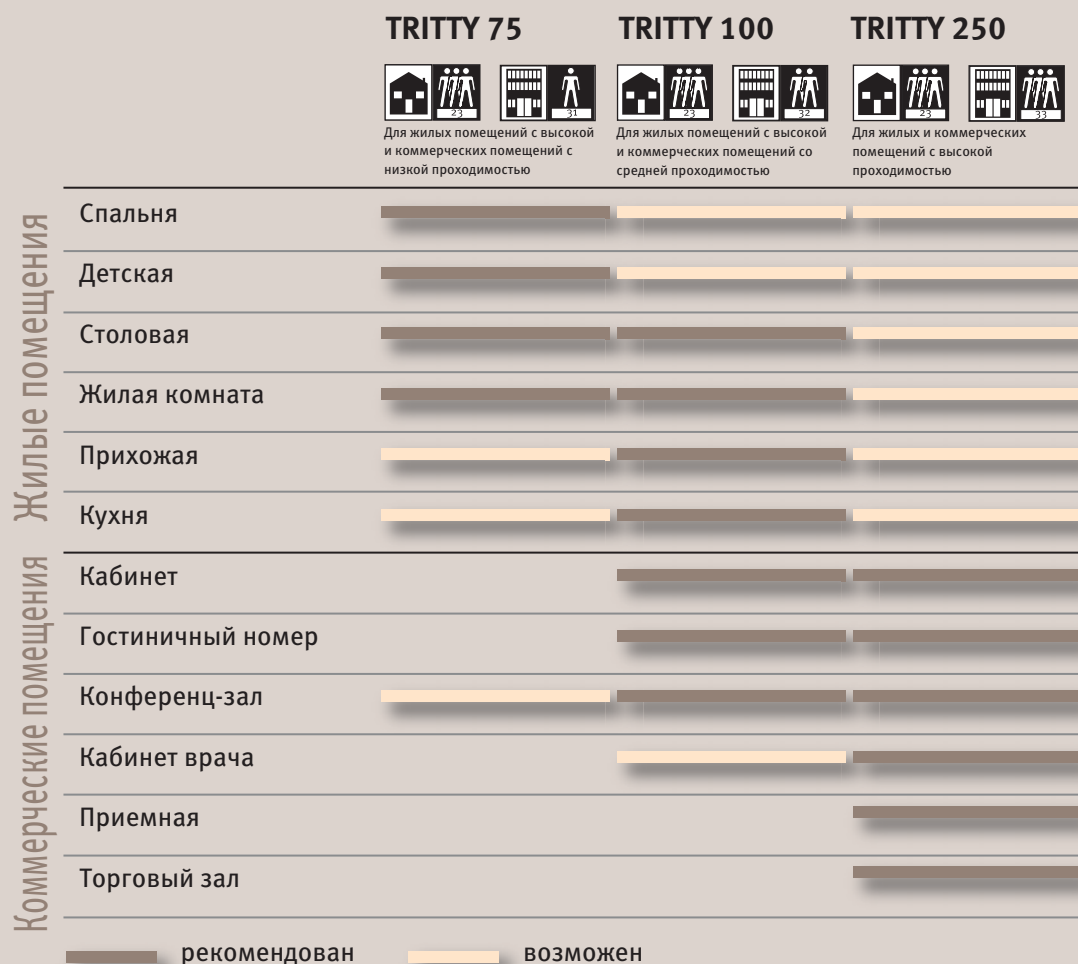 TRITTY 75 TRITTY 100 TRITTY 250
23 31 23 32 23 33
Для жилых помещений с высокой
и коммерческих помещений с
низкой проходимостью
Для жилых помещений с высокой
и коммерческих помещений со
средней проходимостью
Для жилых и коммерческих
помещений с высокой
проходимостью
Жилые помещения
Спальня
Детская
Столовая
Жилая комната
Прихожая
Кухня
Коммерческие помещения
Кабинет
Гостиничный номер
Конференц-зал
Кабинет врача
Приемная
Торговый зал
рекомендован возможен